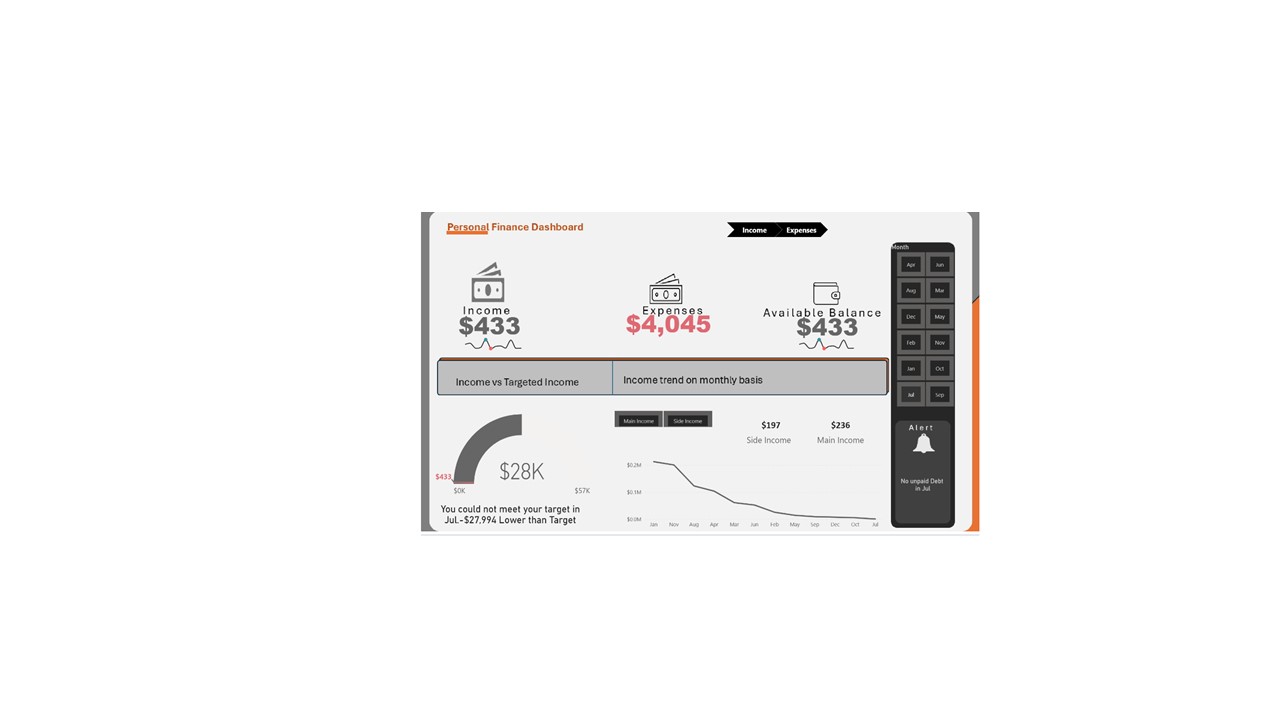 Personal Finance Dashboard
Income Expenses
Month
Apr Jun
Aug Mar
Dec May
Feb Nov
Jan Oct
Jul Sep
Income
$433
Expenses
$4,045
Available Balance
$433
Income vs Targeted Income
Income trend on monthly basis
$433
$28K
$0K
$57K
You could not meet your target in
Jul.-$27,994 Lower than Target
Main Income Side Income
$197
Side Income
$236
Main Income
$0.2M
$0.1M
$0.0M
Jan Nov Aug Apr Mar Jun Feb May Sep Dec Oct Jul
Alert
No unpaid Debt
in Jul